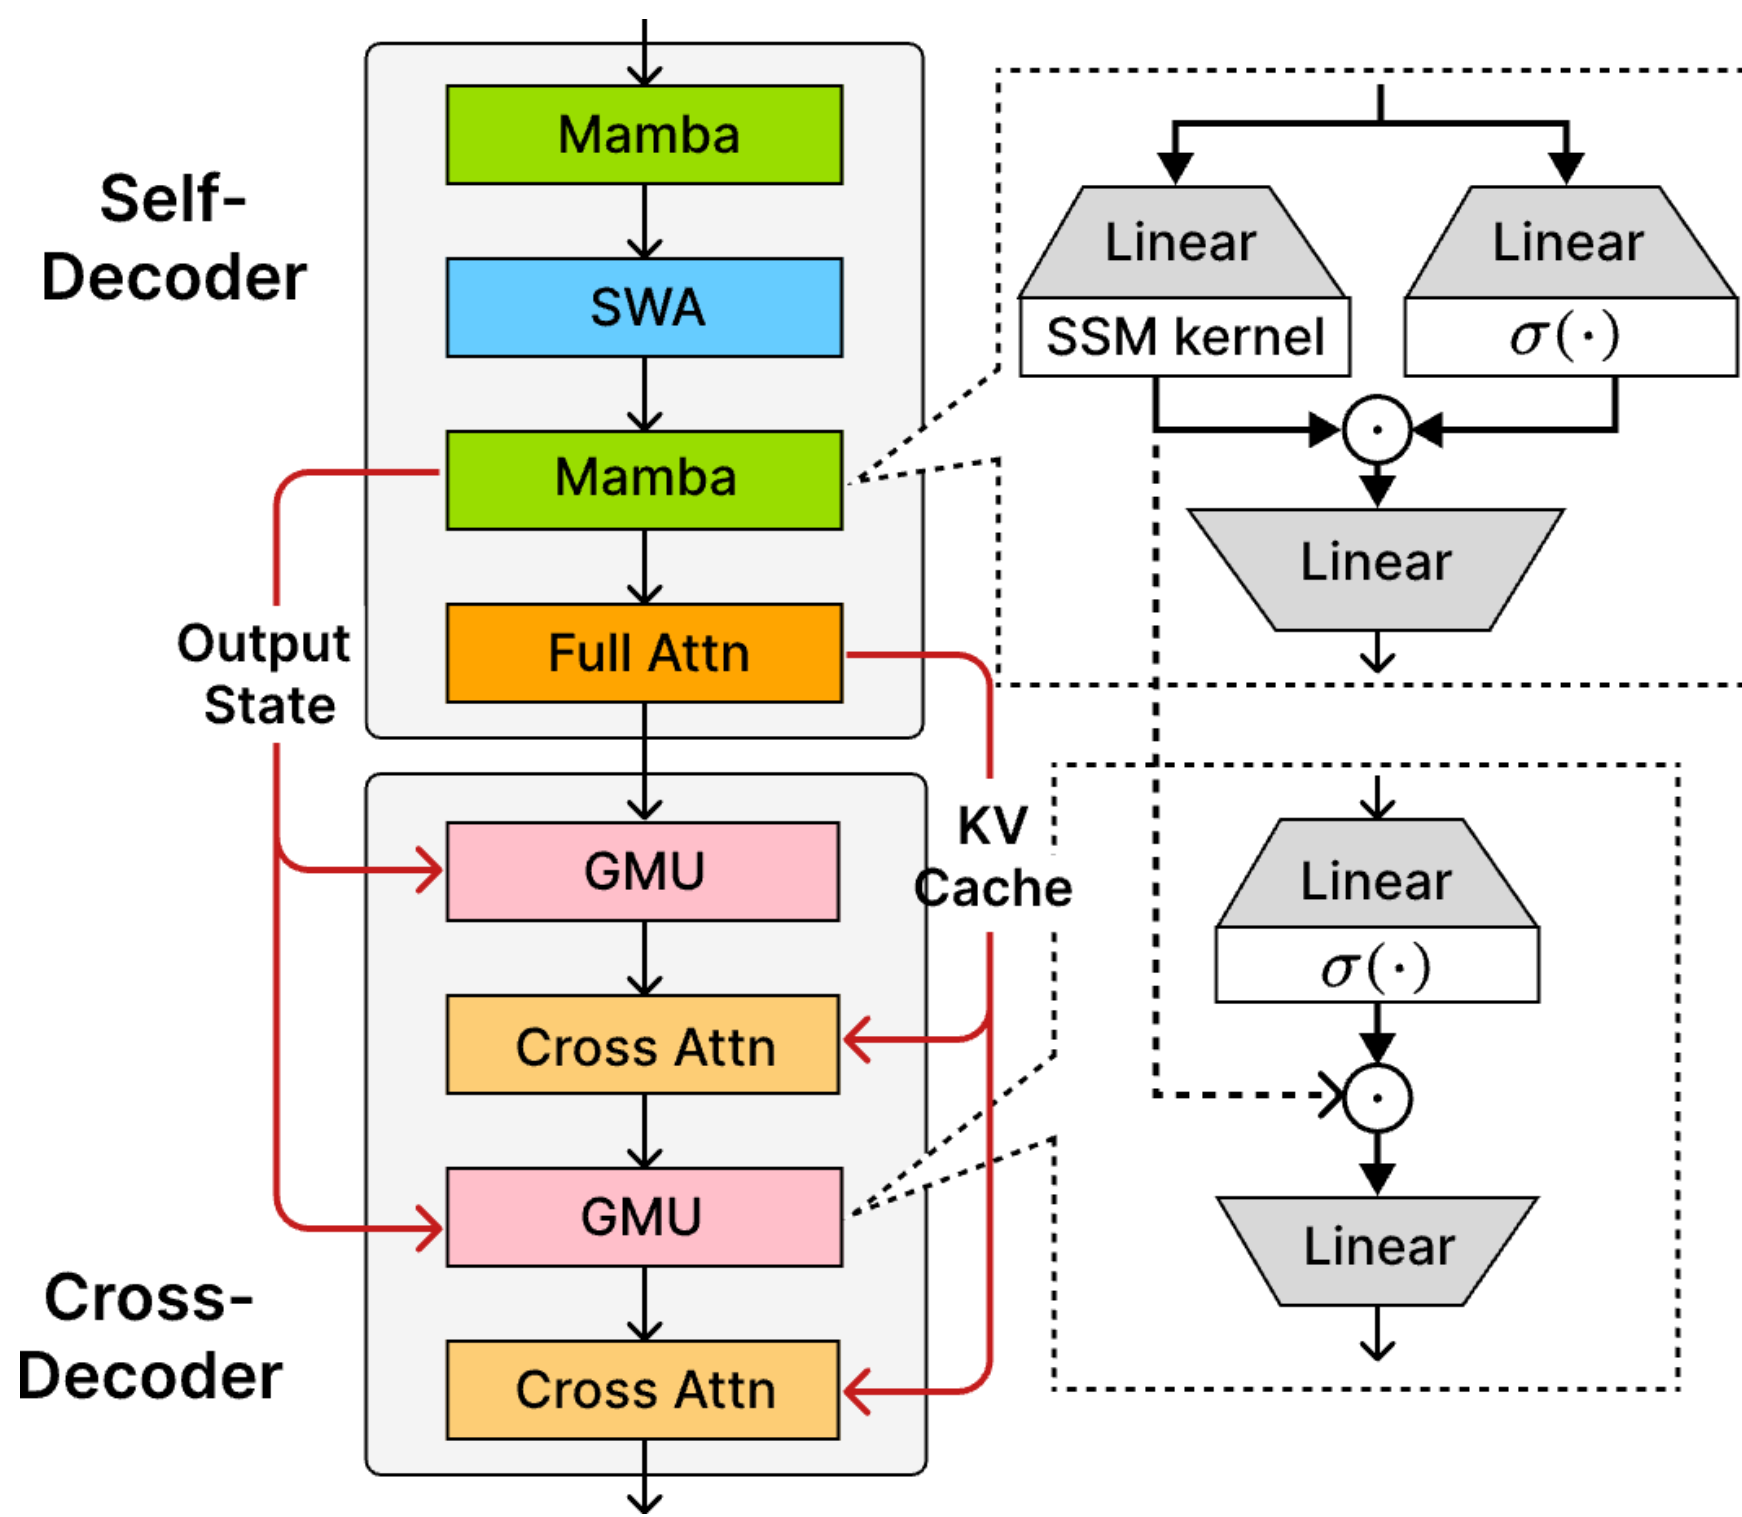 Self-
Decoder
Mamba
SWA
Mamba
Full Attn
Output
State
KV
Cache
GMU
Cross Attn
GMU
Cross Attn
Cross-
Decoder
Linear
Linear
SSM kernel
σ(·)
Linear
Linear
σ(·)
Linear